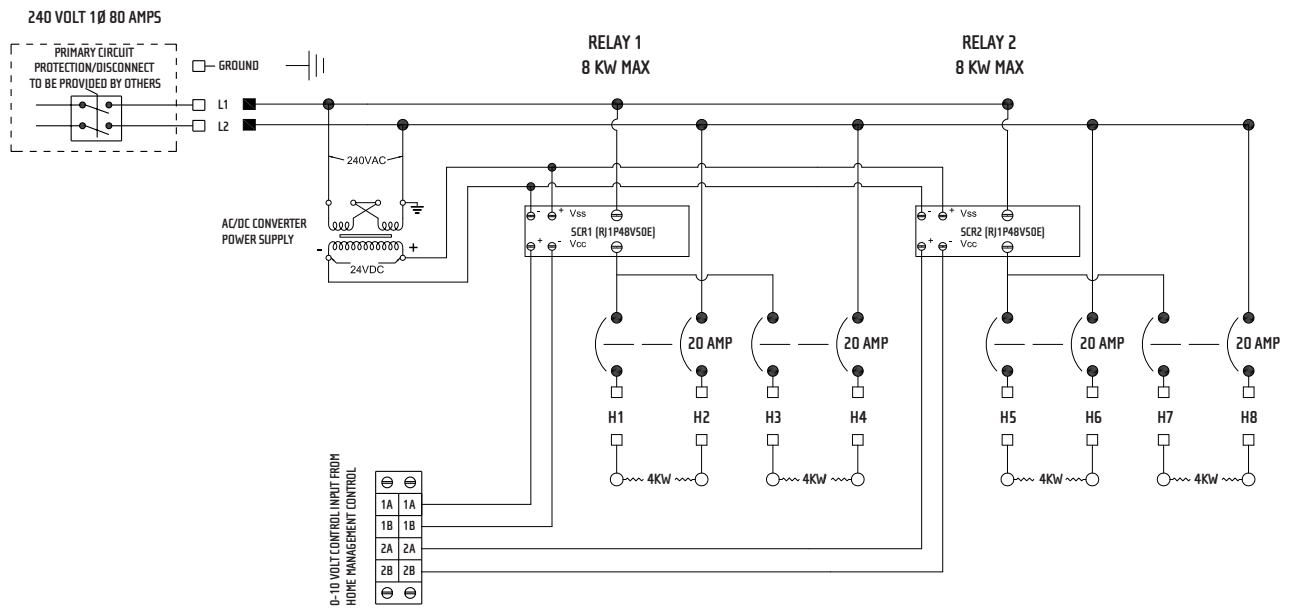 240 VOLT 1Ø 80 AMPS
PRIMARY CIRCUIT
PROTECTION/DISCONNECT
TO BE PROVIDED BY OTHERS
GROUND
L1
L2
RELAY 1
8 KW MAX
RELAY 2
8 KW MAX
240VAC
AC/DC CONVERTER
POWER SUPPLY
- +
24VDC
- + Vss
SCR1 (RJ1P48V50E)
+ - Vcc
- + Vss
SCR2 (RJ1P48V50E)
+ - Vcc
20 AMP
20 AMP
20 AMP
20 AMP
H1 H2 H3 H4 H5 H6 H7 H8
4KW 4KW 4KW 4KW
0-10 VOLT CONTROL INPUT FROM
HOME MANAGEMENT CONTROL
1A 1A
1B 1B
2A 2A
2B 2B